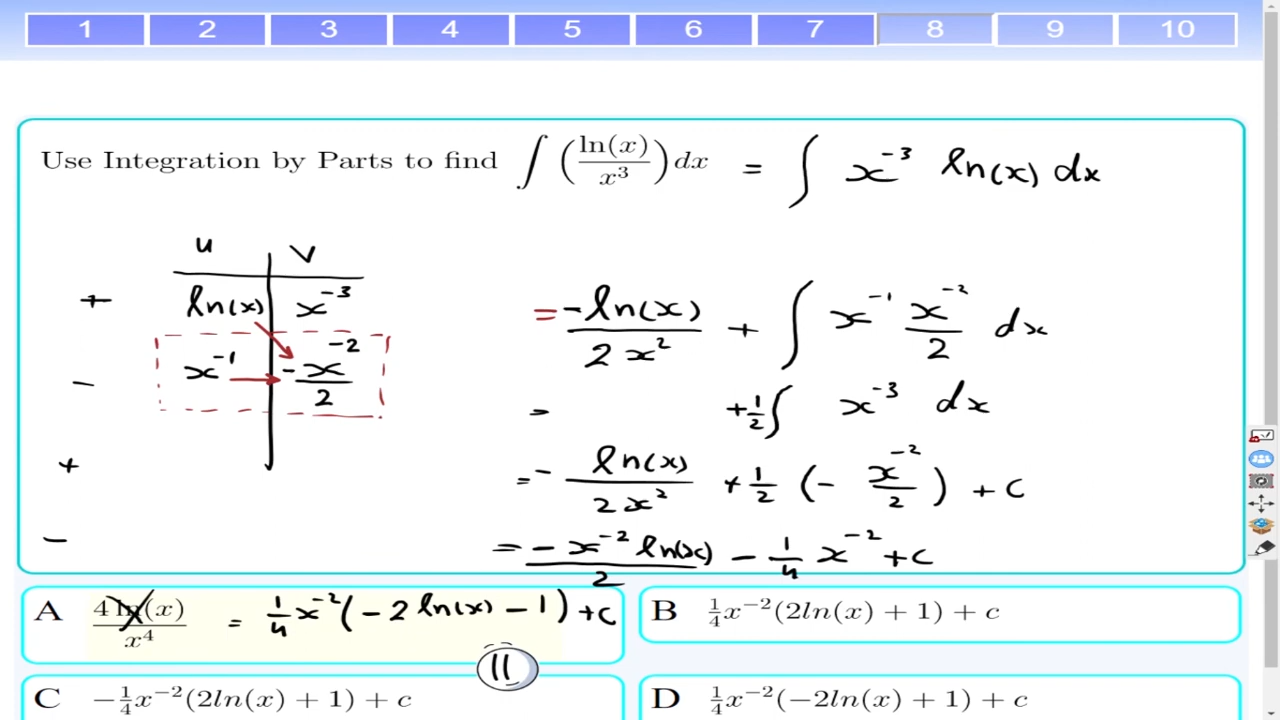 1 2 3 4 5 6 7 8 9 10
Use Integration by Parts to find ∫ (ln(x)/x³) dx = ∫ x⁻³ ln(x) dx
u v
+ ln(x) x⁻³
- x⁻¹ -x⁻²/2
+
-
= -ln(x)/2x² + ∫ x⁻¹ x⁻²/2 dx
= +½∫ x⁻³ dx
= - ln(x)/2x² + ½ (- x⁻²/2) + c
= -x⁻² ln(x)/2 - ¼ x⁻² + c
A 4ln(x)/x⁴ = ¼ x⁻² (-2 ln(x) - 1) + c
11
B ¼x⁻²(2ln(x) + 1) + c
C -¼x⁻²(2ln(x) + 1) + c
D ¼x⁻²(-2ln(x) + 1) + c